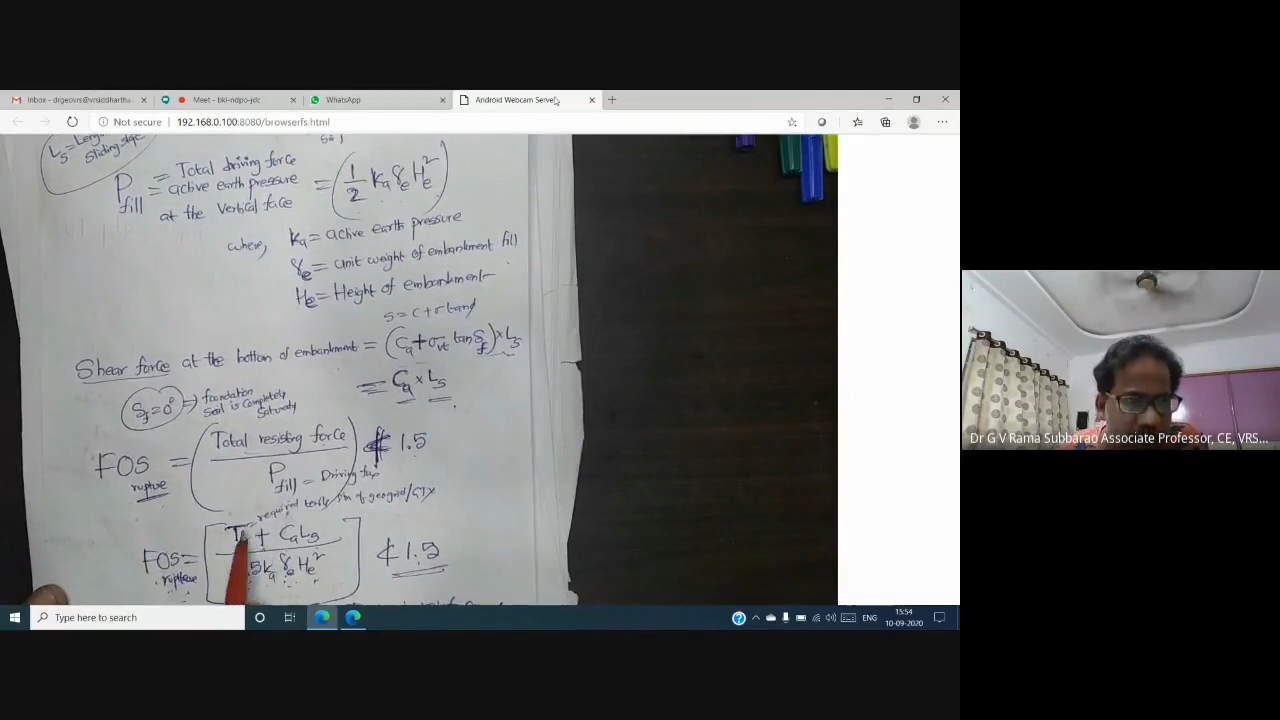 Inbox - drgeovrs@vrsiddhartha...
Meet - bki-ndpo-jdc
WhatsApp
Android Webcam Server
Not secure
192.168.0.100:8080/browserfs.html
Ls = Length
Sliding slope
P fill = Total driving force
= active earth pressure
at the vertical face
= (1/2 Ka γe He²)
where, Ka = active earth pressure
γe = unit weight of embankment fill
He = Height of embankment
s = c + σ tanϕ
Shear force at the bottom of embankment = (Ca + σvt tan δf) × Ls
= Ca × Ls
δf = 0° ⇒ foundation
soil is completely
FOS rupture = (Total resisting force / P fill = Driving) ≮ 1.5
= required of geogrid/GTX
FOS rupture = [ + CaLs / 5 Ka γe He²] ≮ 1.5
Type here to search
ENG
15:54
10-09-2020
Dr G V Rama Subbarao Associate Professor, CE, VRS...